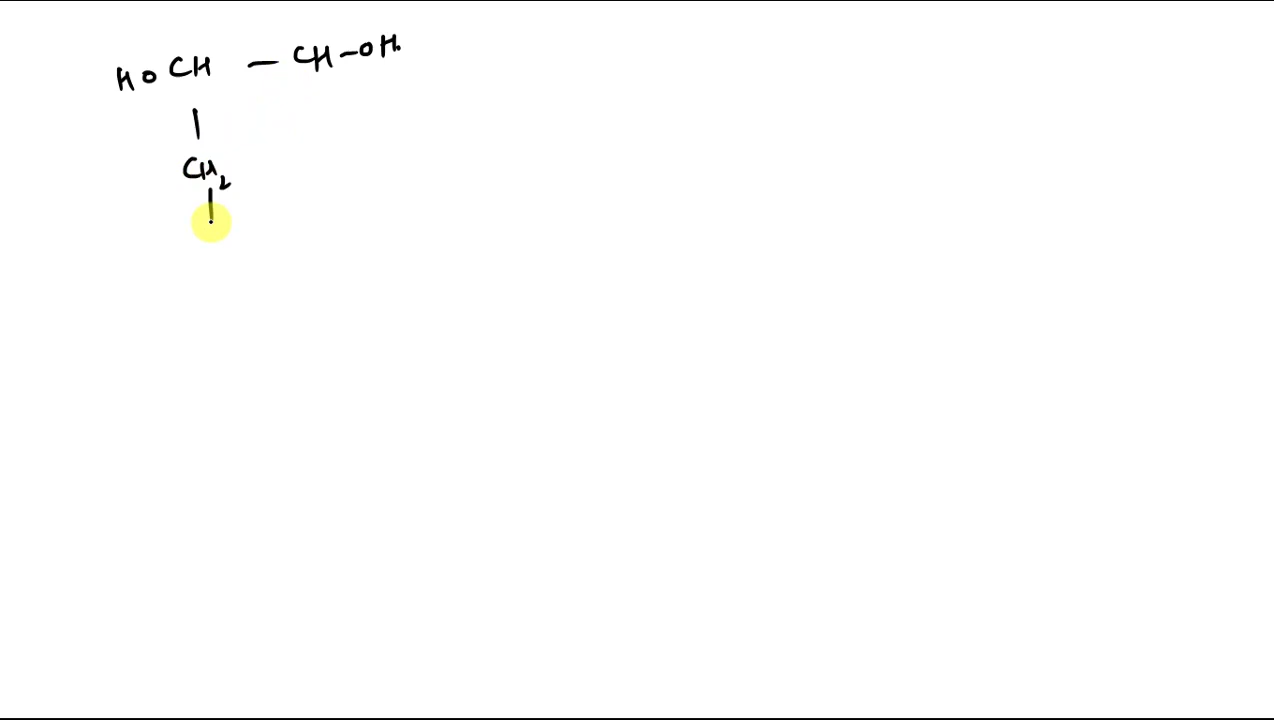 HO CH — CH — OH
|
CH2
|